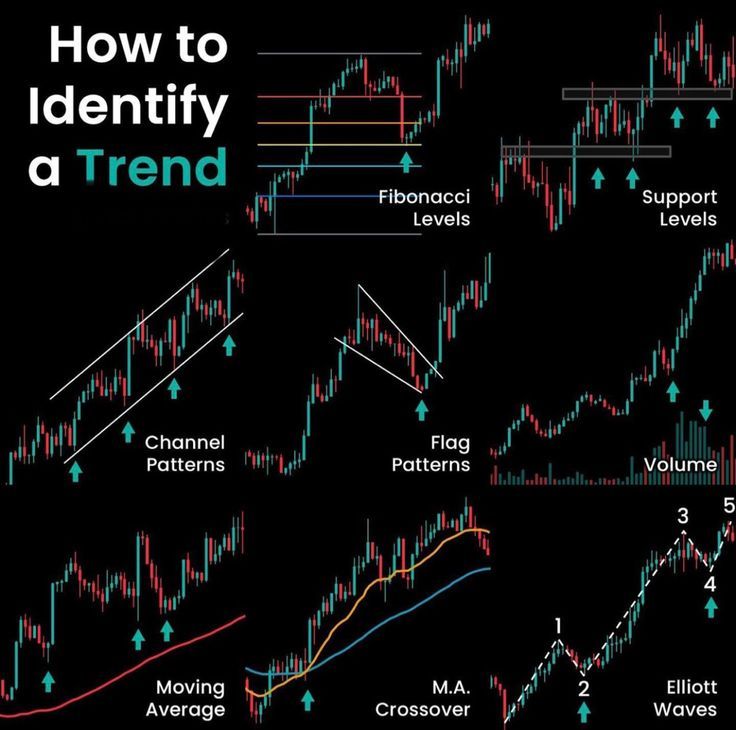 How to
Identify
a Trend
Fibonacci
Levels
Support
Levels
Channel
Patterns
Flag
Patterns
Volume
Moving
Average
M.A.
Crossover
1
2
3
4
5
Elliott
Waves